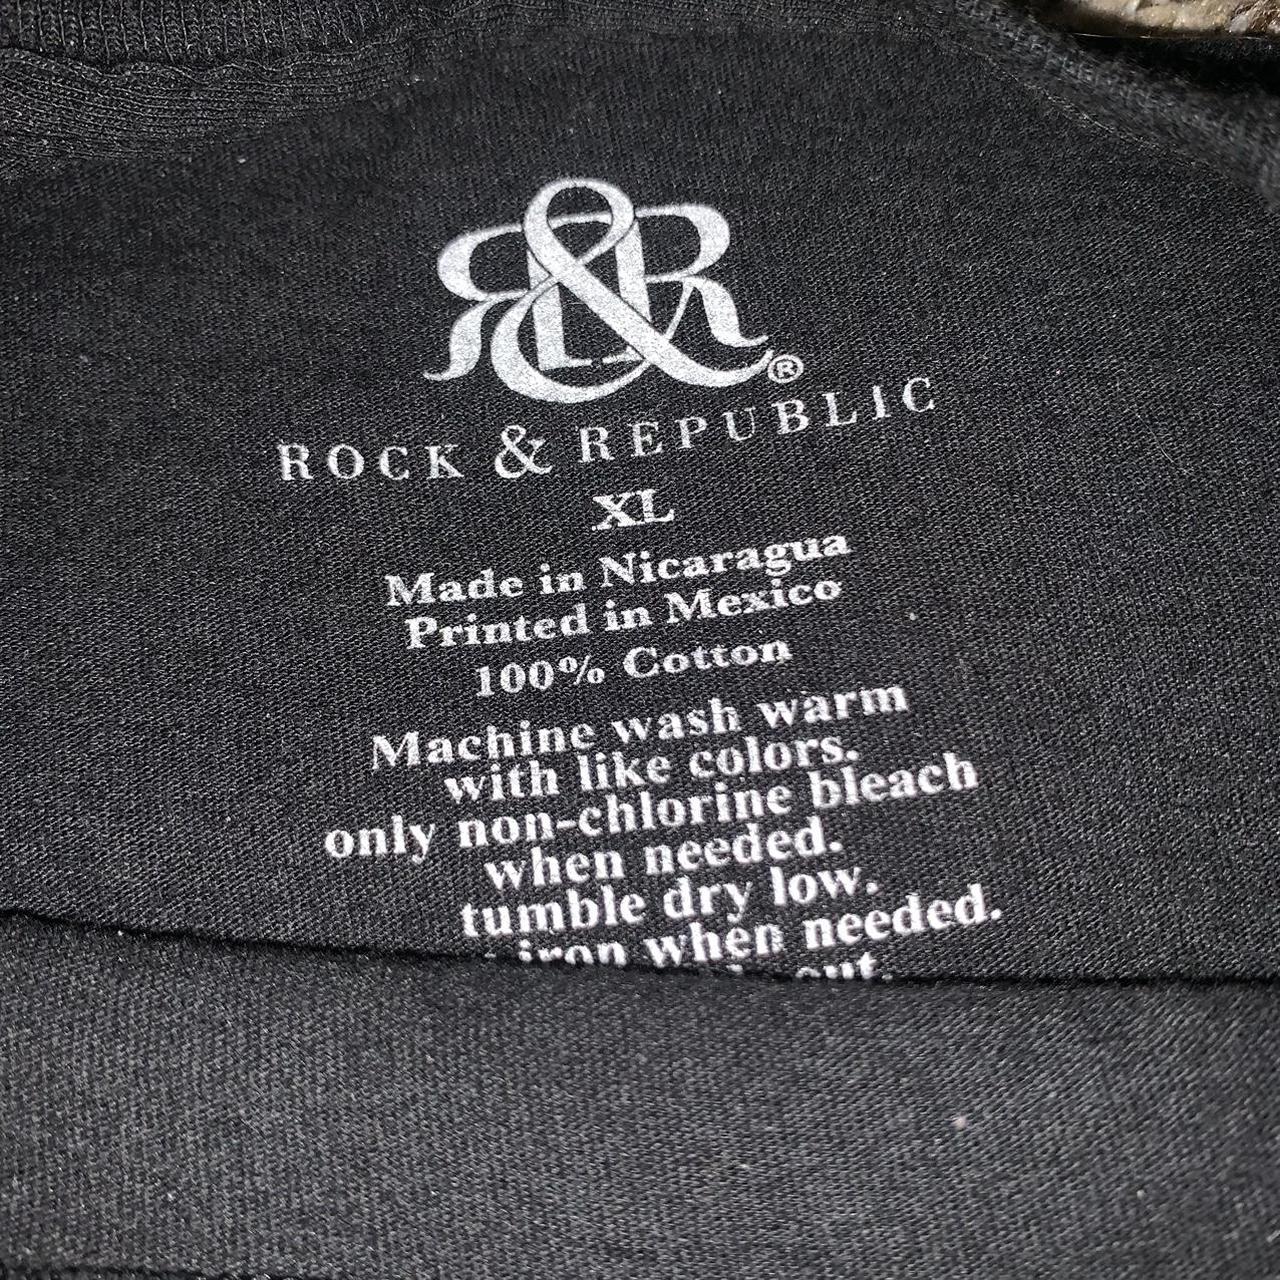 R&R®
ROCK & REPUBLIC
XL
Made in Nicaragua
Printed in Mexico
100% Cotton
Machine wash warm
with like colors.
only non-chlorine bleach
when needed.
tumble dry low.
iron when needed.
out.